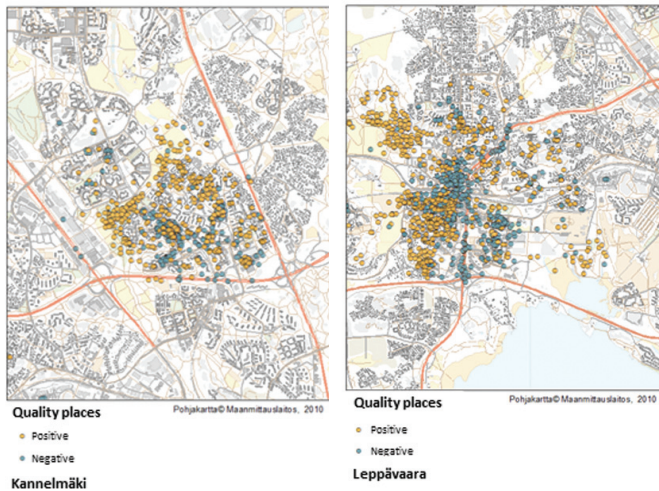 Quality places
Pohjakartta© Maanmittauslaitos, 2010
Positive
Negative
Kannelmäki
Quality places
Pohjakartta© Maanmittauslaitos, 2010
Positive
Negative
Leppävaara